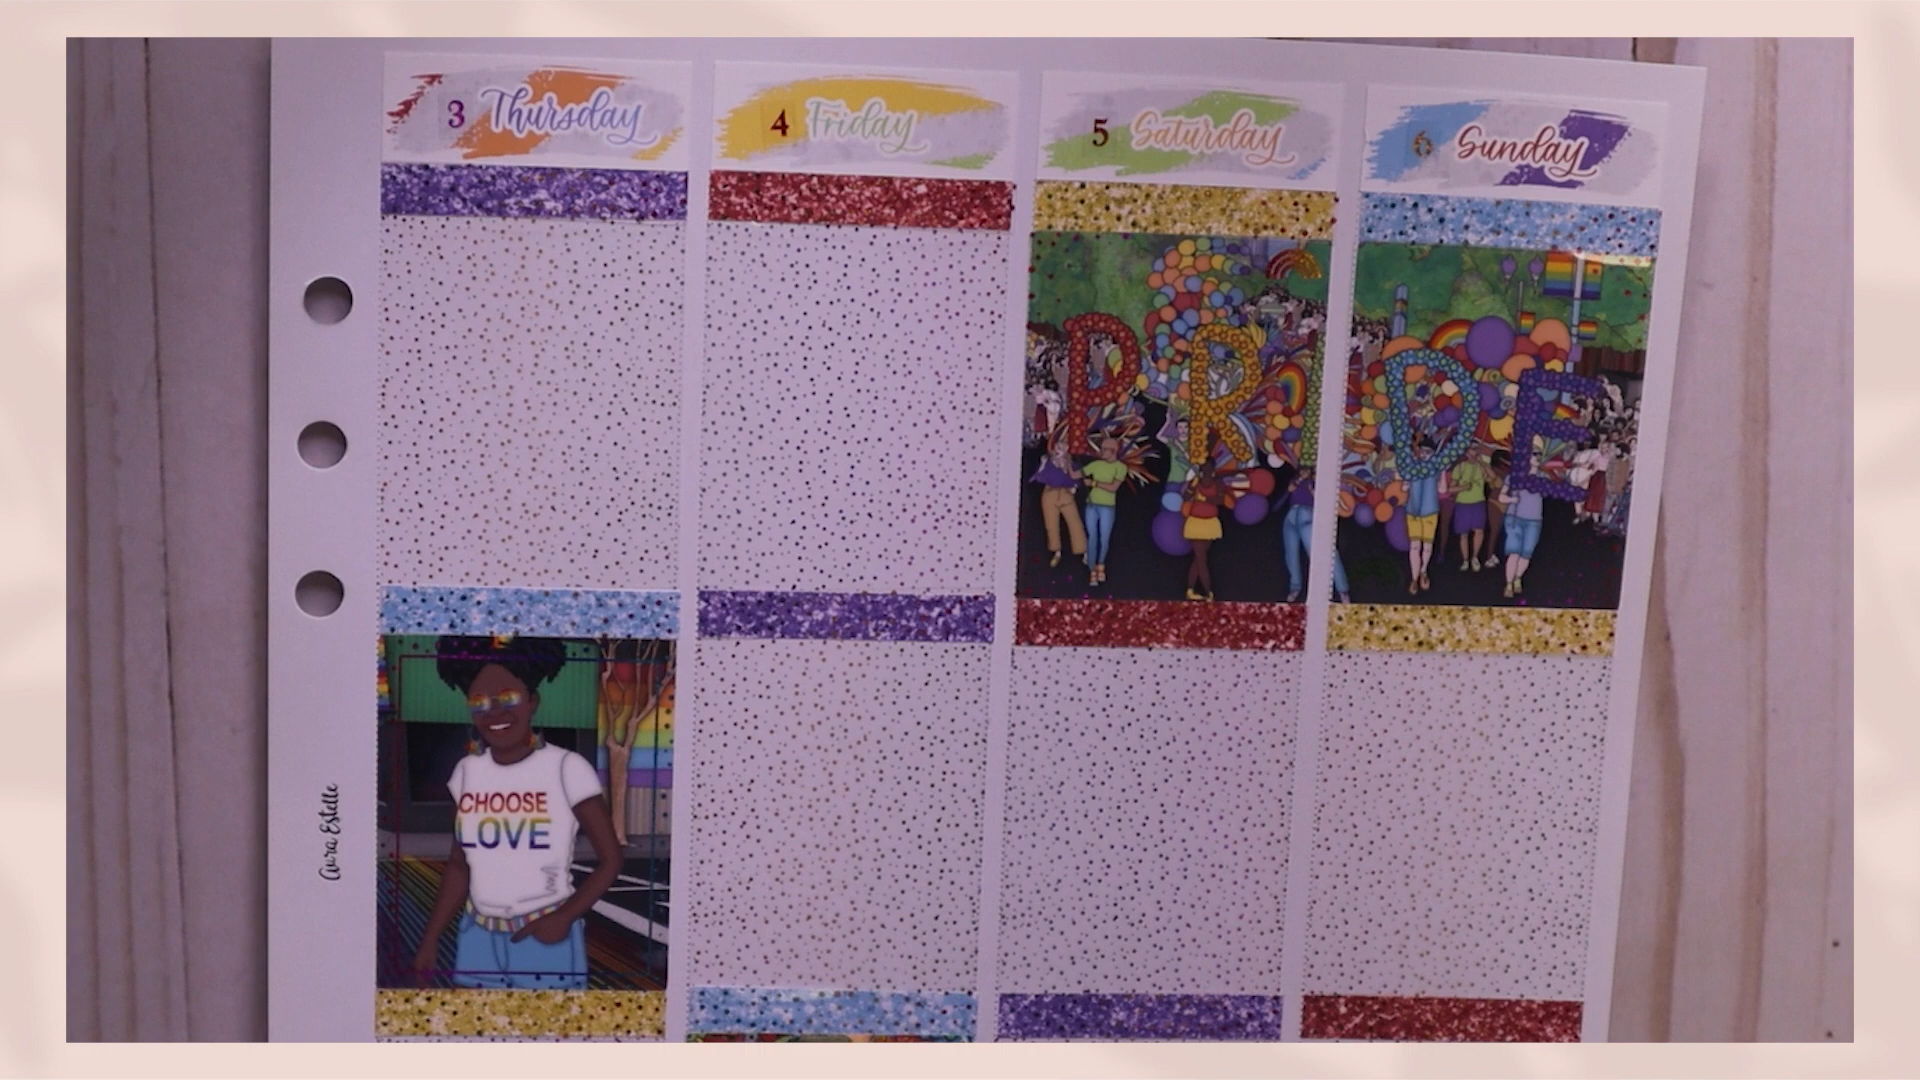 3 Thursday
4 Friday
5 Saturday
6 Sunday
PRIDE
CHOOSE
LOVE
Aura Estelle